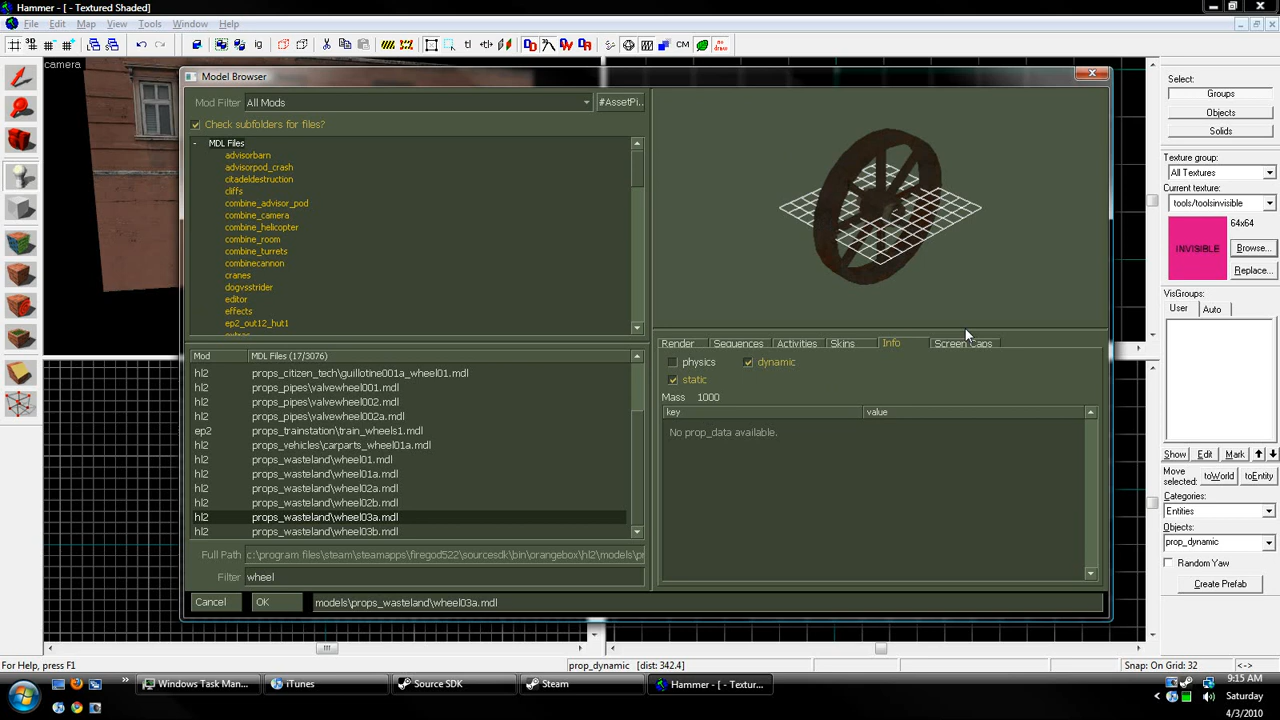 Hammer - [ - Textured Shaded]
File Edit Map View Tools Window Help
camera
Model Browser
Mod Filter All Mods #AssetPi..
Check subfolders for files?
- MDL Files
advisorbarn
advisorpod_crash
citadeldestruction
cliffs
combine_advisor_pod
combine_camera
combine_helicopter
combine_room
combine_turrets
combinecannon
cranes
dogvsstrider
editor
effects
ep2_out12_hut1
Mod MDL Files (17/3076)
hl2 props_citizen_tech\guillotine001a_wheel01.mdl
hl2 props_pipes\valvewheel001.mdl
hl2 props_pipes\valvewheel002.mdl
hl2 props_pipes\valvewheel002a.mdl
ep2 props_trainstation\train_wheels1.mdl
hl2 props_vehicles\carparts_wheel01a.mdl
hl2 props_wasteland\wheel01.mdl
hl2 props_wasteland\wheel01a.mdl
hl2 props_wasteland\wheel02a.mdl
hl2 props_wasteland\wheel02b.mdl
hl2 props_wasteland\wheel03a.mdl
hl2 props_wasteland\wheel03b.mdl
Full Path c:\program files\steam\steamapps\firegod522\sourcesdk\bin\orangebox\hl2\models\pr
Filter wheel
Cancel OK models\props_wasteland\wheel03a.mdl
Render Sequences Activities Skins Info Screen Caps
physics dynamic
static
Mass 1000
key value
No prop_data available.
Select:
Groups
Objects
Solids
Texture group:
All Textures
Current texture:
tools/toolsinvisible
64x64
INVISIBLE
Browse...
Replace...
VisGroups:
User Auto
Show Edit Mark
Move selected: toWorld toEntity
Categories:
Entities
Objects:
prop_dynamic
Random Yaw
Create Prefab
For Help, press F1 prop_dynamic [dist: 342.4] Snap: On Grid: 32 <->
Windows Task Man... iTunes Source SDK Steam Hammer - [ - Textur...
9:15 AM
Saturday
4/3/2010